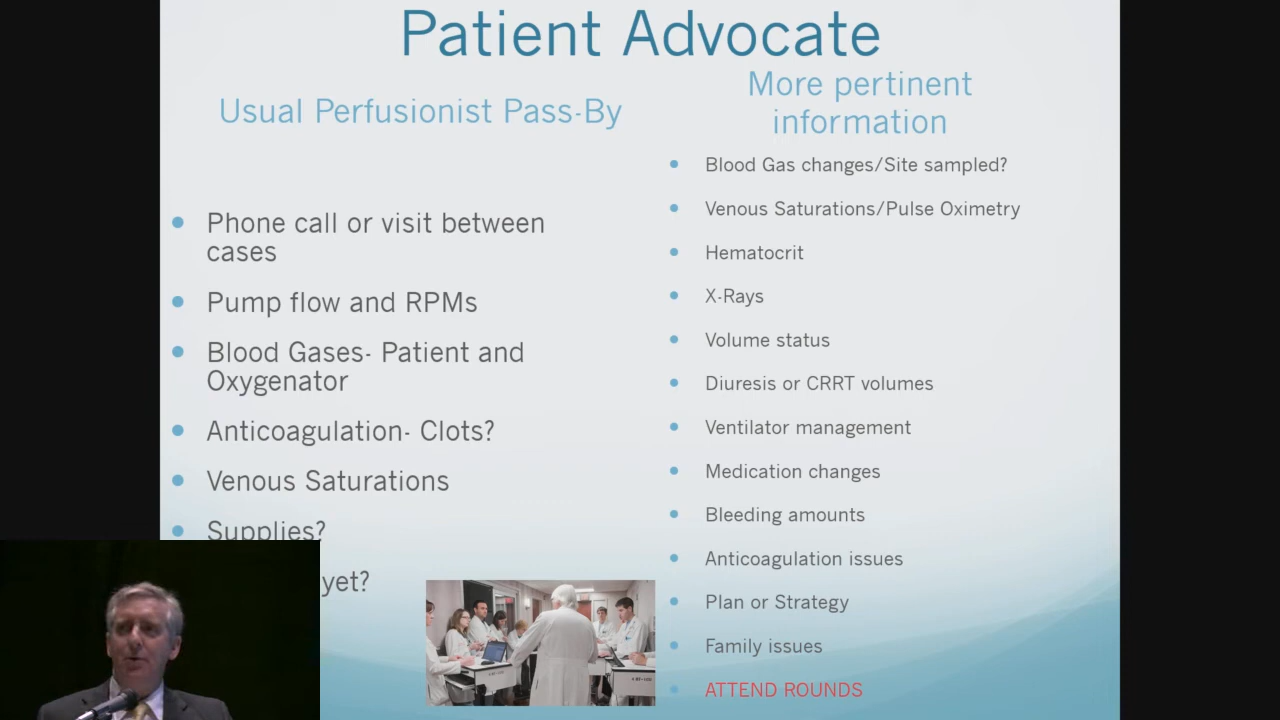 Patient Advocate
Usual Perfusionist Pass-By
Phone call or visit between
cases
Pump flow and RPMs
Blood Gases- Patient and
Oxygenator
Anticoagulation- Clots?
Venous Saturations
Supplies?
yet?
More pertinent
information
Blood Gas changes/Site sampled?
Venous Saturations/Pulse Oximetry
Hematocrit
X-Rays
Volume status
Diuresis or CRRT volumes
Ventilator management
Medication changes
Bleeding amounts
Anticoagulation issues
Plan or Strategy
Family issues
ATTEND ROUNDS